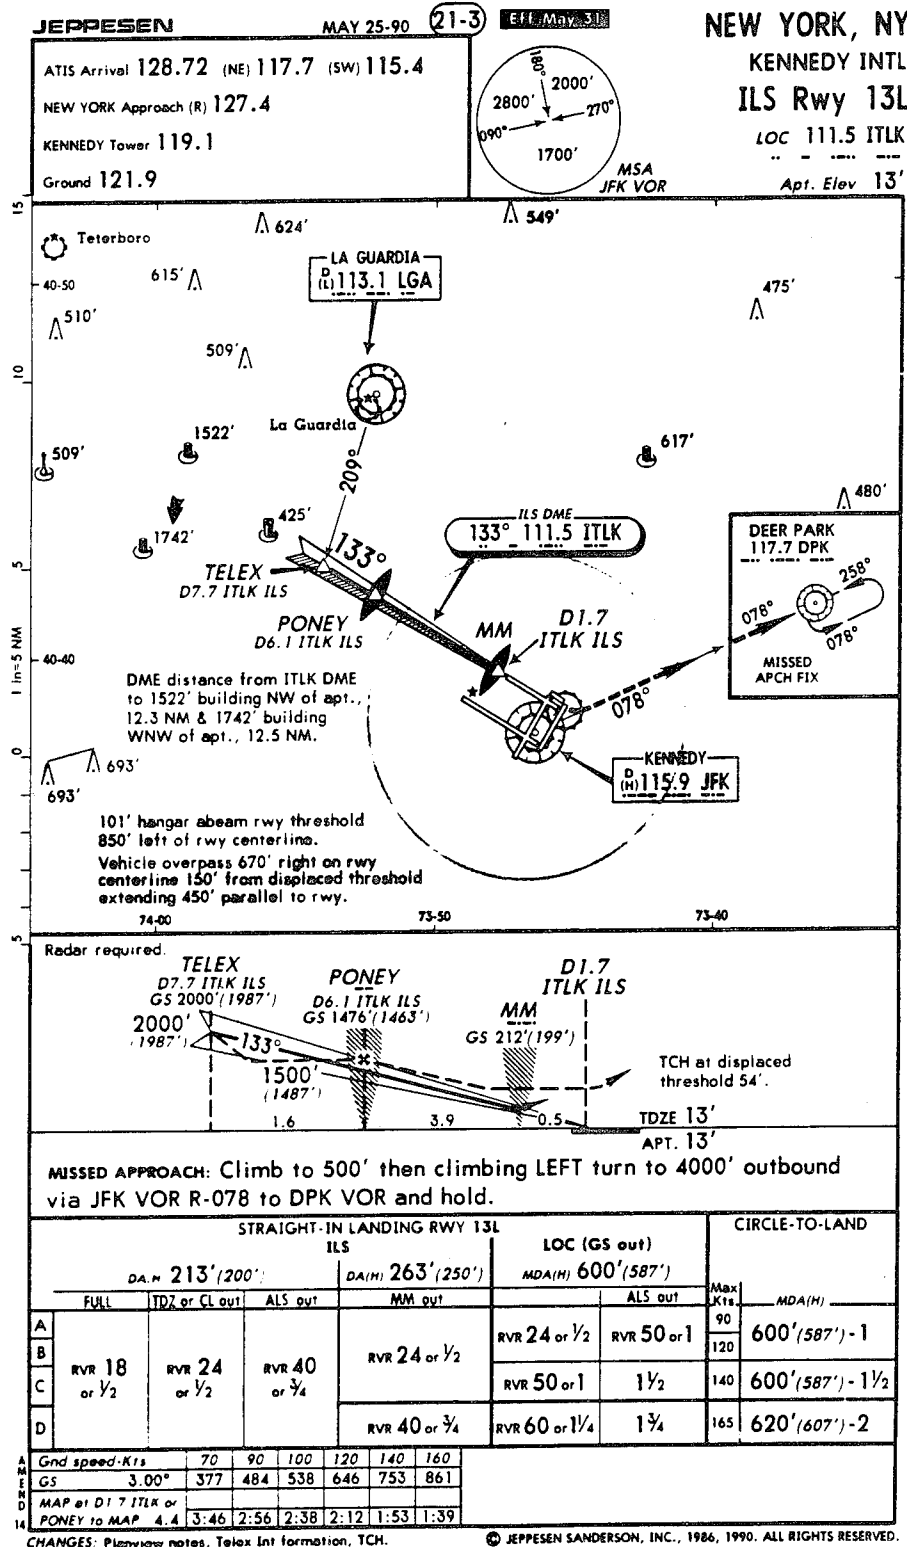 JEPPESEN MAY 25-90 21-3 EFF May 31
NEW YORK, NY
KENNEDY INTL
ILS Rwy 13L
LOC 111.5 ITLK
Apt. Elev 13'
ATIS Arrival 128.72 (NE) 117.7 (SW) 115.4
NEW YORK Approach (R) 127.4
KENNEDY Tower 119.1
Ground 121.9
180°
2000'
2800'
270°
090°
1700'
MSA
JFK VOR
15
624'
549'
Teterboro
LA GUARDIA
D
(L) 113.1 LGA
615'
40-50
475'
510'
509'
10
La Guardia
1522'
509'
617'
209°
480'
425'
ILS DME
133° 111.5 ITLK
1742'
133°
DEER PARK
117.7 DPK
TELEX
D7.7 ITLK ILS
5
258°
078°
078°
PONEY
D6.1 ITLK ILS
MM
D1.7
ITLK ILS
40-40
MISSED
APCH FIX
1 in=5 NM
DME distance from ITLK DME
to 1522' building NW of apt.,
12.3 NM & 1742' building
WNW of apt., 12.5 NM.
078°
0
KENNEDY
D
(H) 115.9 JFK
693'
693'
101' hangar abeam rwy threshold
850' left of rwy centerline.
Vehicle overpass 670' right on rwy
centerline 150' from displaced threshold
extending 450' parallel to rwy.
74-00
73-50
73-40
5
Radar required.
TELEX
D7.7 ITLK ILS
GS 2000'(1987')
PONEY
D6.1 ITLK ILS
GS 1476'(1463')
D1.7
ITLK ILS
MM
GS 212'(199')
2000'
(1987')
133°
1500'
(1487')
TCH at displaced
threshold 54'.
1.6
3.9
0.5
TDZE 13'
APT. 13'
MISSED APPROACH: Climb to 500' then climbing LEFT turn to 4000' outbound
via JFK VOR R-078 to DPK VOR and hold.
STRAIGHT-IN LANDING RWY 13L CIRCLE-TO-LAND
ILS LOC (GS out)
DA(H) 213'(200') DA(H) 263'(250') MDA(H) 600'(587')
FULL TDZ or CL out ALS out MM out ALS out Max Kts MDA(H)
A
B
C
D
RVR 18
or 1/2
RVR 24
or 1/2
RVR 40
or 3/4
RVR 24 or 1/2
RVR 40 or 3/4
RVR 24 or 1/2 RVR 50 or 1
RVR 50 or 1 1 1/2
RVR 60 or 1 1/4 1 3/4
90
120
600'(587')-1
140 600'(587')-1 1/2
165 620'(607')-2
Gnd speed-Kts 70 90 100 120 140 160
GS 3.00° 377 484 538 646 753 861
MAP at D1.7 ITLK or
PONEY to MAP 4.4 3:46 2:56 2:38 2:12 1:53 1:39
AMEND 14
CHANGES: Planview notes, Telex Int formation, TCH.
© JEPPESEN SANDERSON, INC., 1986, 1990. ALL RIGHTS RESERVED.